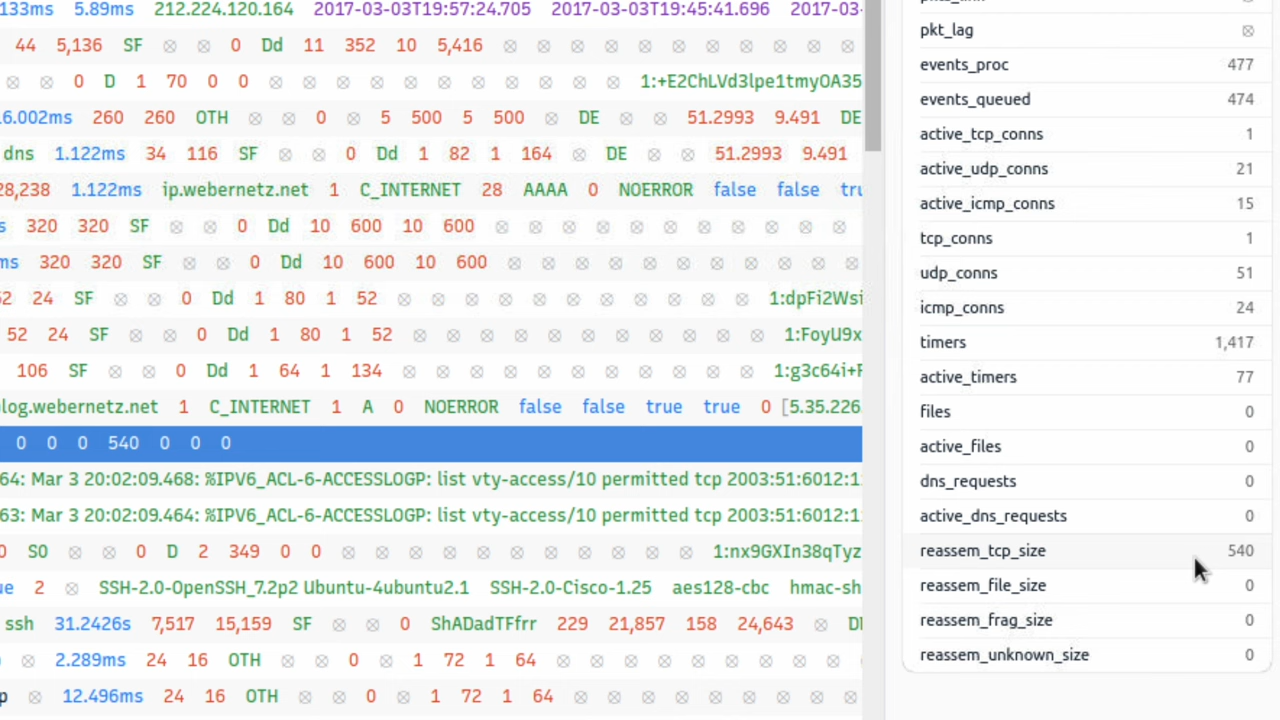 133ms 5.89ms 212.224.120.164 2017-03-03T19:57:24.705 2017-03-03T19:45:41.696 2017-03-
44 5,136 SF ⊗ ⊗ 0 Dd 11 352 10 5,416 ⊗ ⊗ ⊗ ⊗ ⊗ ⊗ ⊗ ⊗ ⊗ ⊗ ⊗
⊗ ⊗ 0 D 1 70 0 0 ⊗ ⊗ ⊗ ⊗ ⊗ ⊗ ⊗ ⊗ ⊗ ⊗ ⊗ 1:+E2ChLVd3lpe1tmyOA35
16.002ms 260 260 OTH ⊗ ⊗ 0 ⊗ 5 500 5 500 ⊗ DE ⊗ ⊗ 51.2993 9.491 DE
dns 1.122ms 34 116 SF ⊗ ⊗ 0 Dd 1 82 1 164 ⊗ DE ⊗ ⊗ 51.2993 9.491
28,238 1.122ms ip.webernetz.net 1 C_INTERNET 28 AAAA 0 NOERROR false false tru
s 320 320 SF ⊗ ⊗ 0 Dd 10 600 10 600 ⊗ ⊗ ⊗ ⊗ ⊗ ⊗ ⊗ ⊗ ⊗ ⊗ ⊗
ms 320 320 SF ⊗ ⊗ 0 Dd 10 600 10 600 ⊗ ⊗ ⊗ ⊗ ⊗ ⊗ ⊗ ⊗ ⊗ ⊗ ⊗
52 24 SF ⊗ ⊗ 0 Dd 1 80 1 52 ⊗ ⊗ ⊗ ⊗ ⊗ ⊗ ⊗ ⊗ ⊗ ⊗ ⊗ 1:dpFi2Wsi
52 24 SF ⊗ ⊗ 0 Dd 1 80 1 52 ⊗ ⊗ ⊗ ⊗ ⊗ ⊗ ⊗ ⊗ ⊗ ⊗ ⊗ 1:FoyU9x
106 SF ⊗ ⊗ 0 Dd 1 64 1 134 ⊗ ⊗ ⊗ ⊗ ⊗ ⊗ ⊗ ⊗ ⊗ ⊗ ⊗ 1:g3c64i+F
log.webernetz.net 1 C_INTERNET 1 A 0 NOERROR false false true true 0 [5.35.226
0 0 0 540 0 0 0
64: Mar 3 20:02:09.468: %IPV6_ACL-6-ACCESSLOGP: list vty-access/10 permitted tcp 2003:51:6012:1
63: Mar 3 20:02:09.464: %IPV6_ACL-6-ACCESSLOGP: list vty-access/10 permitted tcp 2003:51:6012:1
0 S0 ⊗ ⊗ 0 D 2 349 0 0 ⊗ ⊗ ⊗ ⊗ ⊗ ⊗ ⊗ ⊗ ⊗ ⊗ ⊗ 1:nx9GXIn38qTyz
ue 2 ⊗ SSH-2.0-OpenSSH_7.2p2 Ubuntu-4ubuntu2.1 SSH-2.0-Cisco-1.25 aes128-cbc hmac-sh
ssh 31.2426s 7,517 15,159 SF ⊗ ⊗ 0 ShADadTFfrr 229 21,857 158 24,643 ⊗ DE
⊗ 2.289ms 24 16 OTH ⊗ ⊗ 0 ⊗ 1 72 1 64 ⊗ ⊗ ⊗ ⊗ ⊗ ⊗ ⊗ ⊗ ⊗
p ⊗ 12.496ms 24 16 OTH ⊗ ⊗ 0 ⊗ 1 72 1 64 ⊗ ⊗ ⊗ ⊗ ⊗ ⊗ ⊗ ⊗ ⊗
pkt_lag ⊗
events_proc 477
events_queued 474
active_tcp_conns 1
active_udp_conns 21
active_icmp_conns 15
tcp_conns 1
udp_conns 51
icmp_conns 24
timers 1,417
active_timers 77
files 0
active_files 0
dns_requests 0
active_dns_requests 0
reassem_tcp_size 540
reassem_file_size 0
reassem_frag_size 0
reassem_unknown_size 0